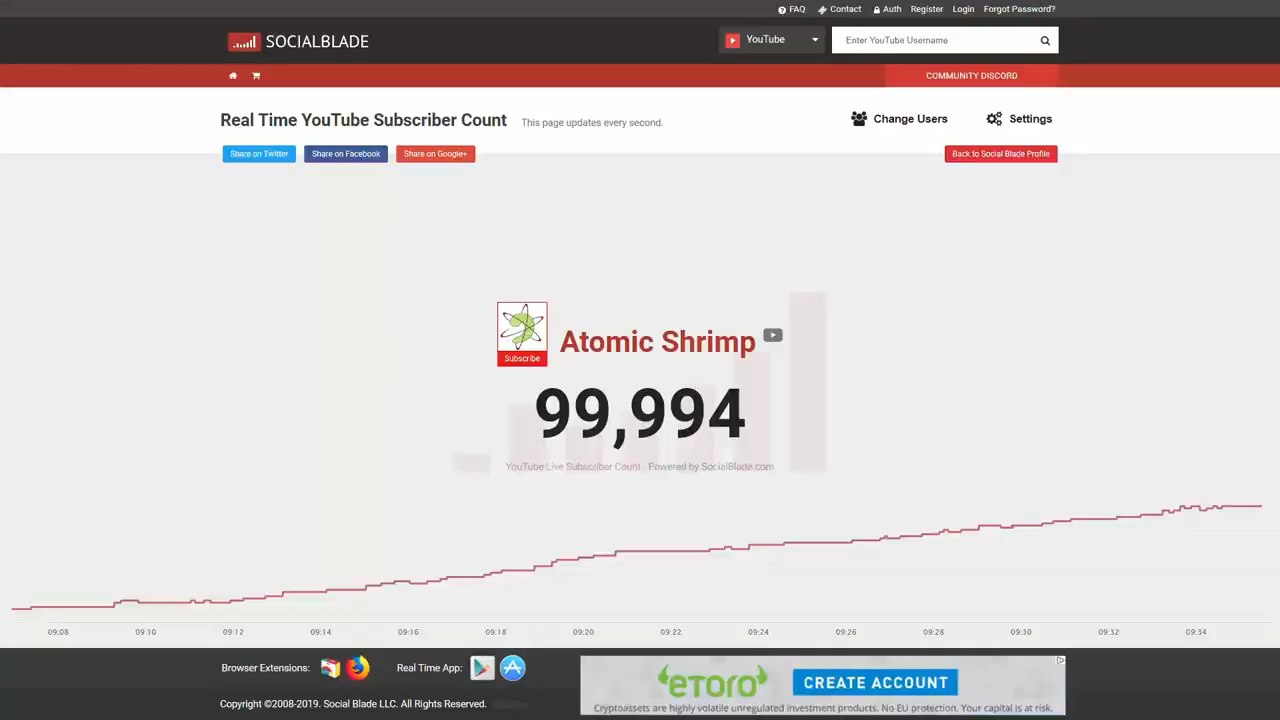 FAQ Contact Auth Register Login Forgot Password?
SOCIALBLADE
YouTube
Enter YouTube Username
COMMUNITY DISCORD
Real Time YouTube Subscriber Count
This page updates every second.
Change Users
Settings
Share on Twitter
Share on Facebook
Share on Google+
Back to Social Blade Profile
Subscribe
Atomic Shrimp
99,994
YouTube Live Subscriber Count - Powered by SocialBlade.com
09:08 09:10 09:12 09:14 09:16 09:18 09:20 09:22 09:24 09:26 09:28 09:30 09:32 09:34
Browser Extensions:
Real Time App:
eToro
CREATE ACCOUNT
Cryptoassets are highly volatile unregulated investment products. No EU protection. Your capital is at risk.
Copyright ©2008-2019. Social Blade LLC. All Rights Reserved.